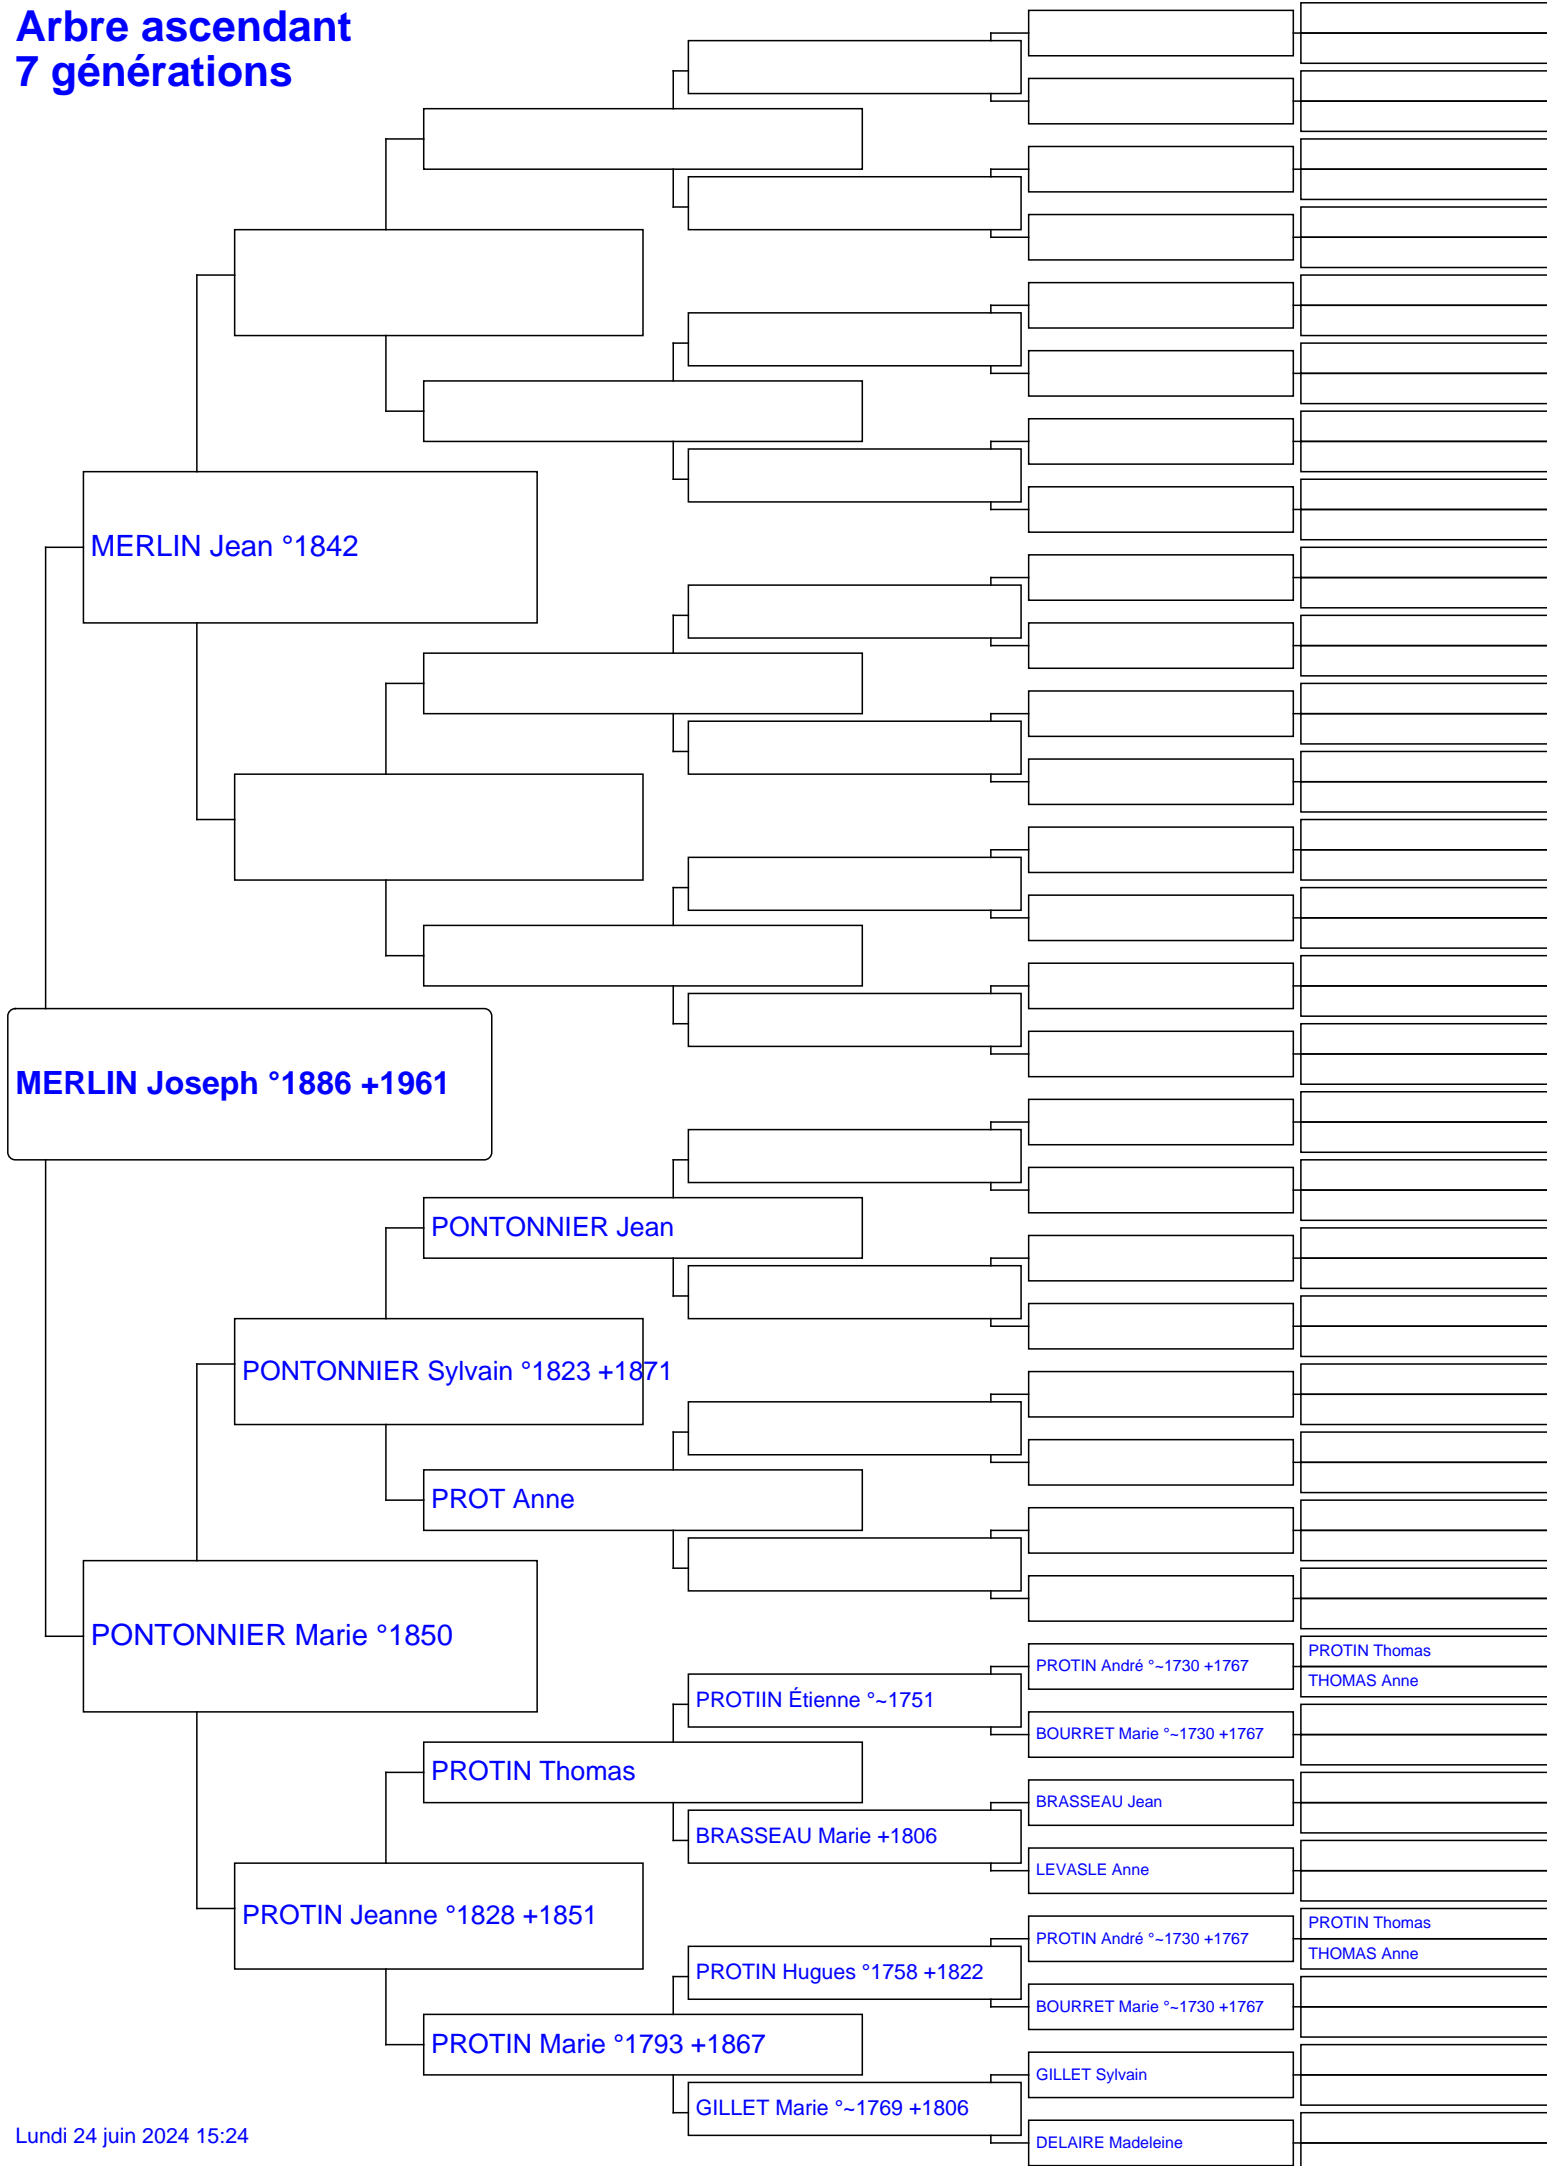 Arbre ascendant
7 générations
MERLIN Jean °1842
MERLIN Joseph °1886 +1961
PONTONNIER Jean
PONTONNIER Sylvain °1823 +1871
PROT Anne
PONTONNIER Marie °1850
PROTIN Thomas
PROTIN André °~1730 +1767
THOMAS Anne
PROTIIN Étienne °~1751
BOURRET Marie °~1730 +1767
PROTIN Thomas
BRASSEAU Jean
BRASSEAU Marie +1806
LEVASLE Anne
PROTIN Jeanne °1828 +1851
PROTIN Thomas
PROTIN André °~1730 +1767
THOMAS Anne
PROTIN Hugues °1758 +1822
BOURRET Marie °~1730 +1767
PROTIN Marie °1793 +1867
GILLET Sylvain
GILLET Marie °~1769 +1806
DELAIRE Madeleine
Lundi 24 juin 2024 15:24